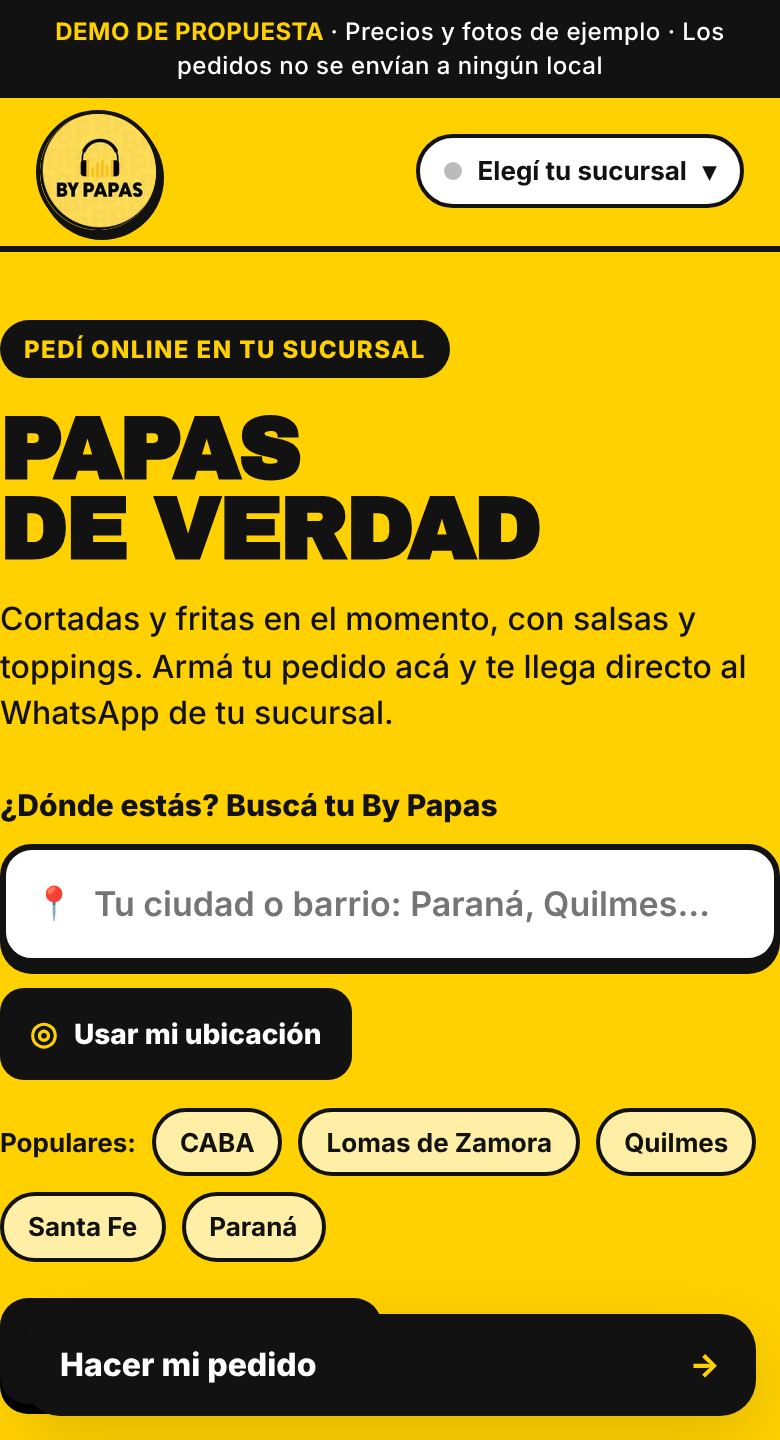 DEMO DE PROPUESTA · Precios y fotos de ejemplo · Los
pedidos no se envían a ningún local
BY PAPAS
Elegí tu sucursal ▼
PEDÍ ONLINE EN TU SUCURSAL
PAPAS
DE VERDAD
Cortadas y fritas en el momento, con salsas y
toppings. Armá tu pedido acá y te llega directo al
WhatsApp de tu sucursal.
¿Dónde estás? Buscá tu By Papas
📍 Tu ciudad o barrio: Paraná, Quilmes...
◎ Usar mi ubicación
Populares: CABA Lomas de Zamora Quilmes
Santa Fe Paraná
Hacer mi pedido →